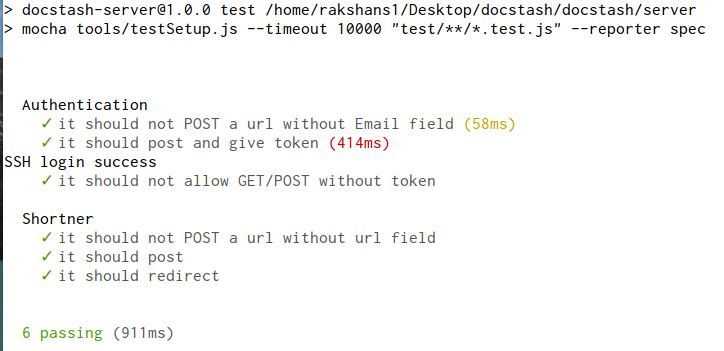 > docstash-server@1.0.0 test /home/rakshans1/Desktop/docstash/docstash/server
> mocha tools/testSetup.js --timeout 10000 "test/**/*.test.js" --reporter spec
Authentication
✓ it should not POST a url without Email field (58ms)
✓ it should post and give token (414ms)
SSH login success
✓ it should not allow GET/POST without token
Shortner
✓ it should not POST a url without url field
✓ it should post
✓ it should redirect
6 passing (911ms)